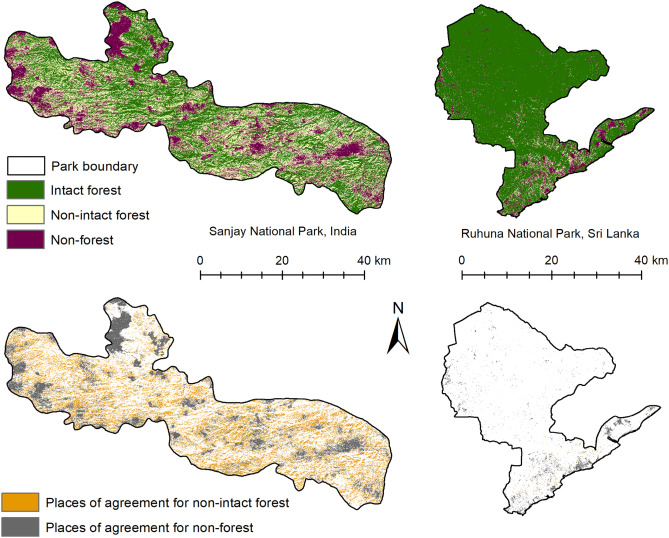 Park boundary
Intact forest
Non-intact forest
Non-forest
Sanjay National Park, India
Ruhuna National Park, Sri Lanka
0 10 20 40 km
0 10 20 40 km
N
Places of agreement for non-intact forest
Places of agreement for non-forest